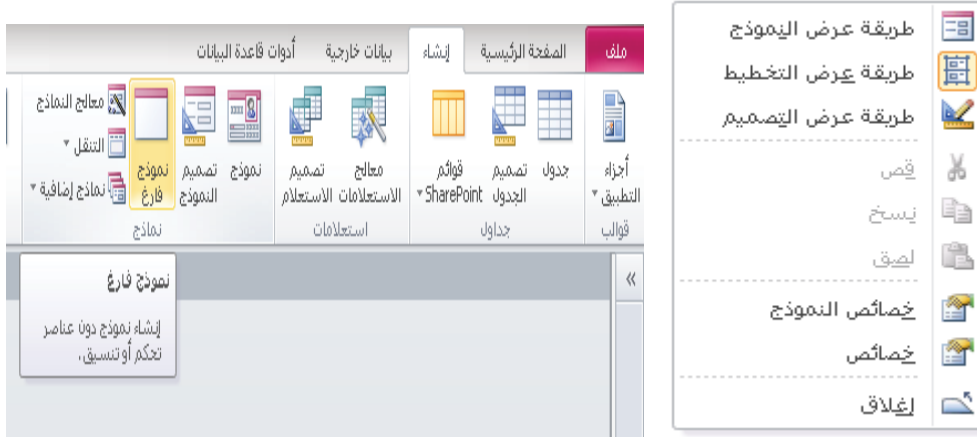 ملف الصفحة الرئيسية إنشاء بيانات خارجية أدوات قاعدة البيانات
أجزاء التطبيق
جدول
تصميم الجدول
قوائم SharePoint
معالج الاستعلامات
تصميم الاستعلام
نموذج
تصميم النموذج
نموذج فارغ
معالج النماذج
التنقل
نماذج إضافية
قوالب جداول استعلامات نماذج
نموذج فارغ
إنشاء نموذج دون عناصر
تحكم أو تنسيق.
طريقة عرض النموذج
طريقة عرض التخطيط
طريقة عرض التصميم
قص
نسخ
لصق
خصائص النموذج
خصائص
إغلاق